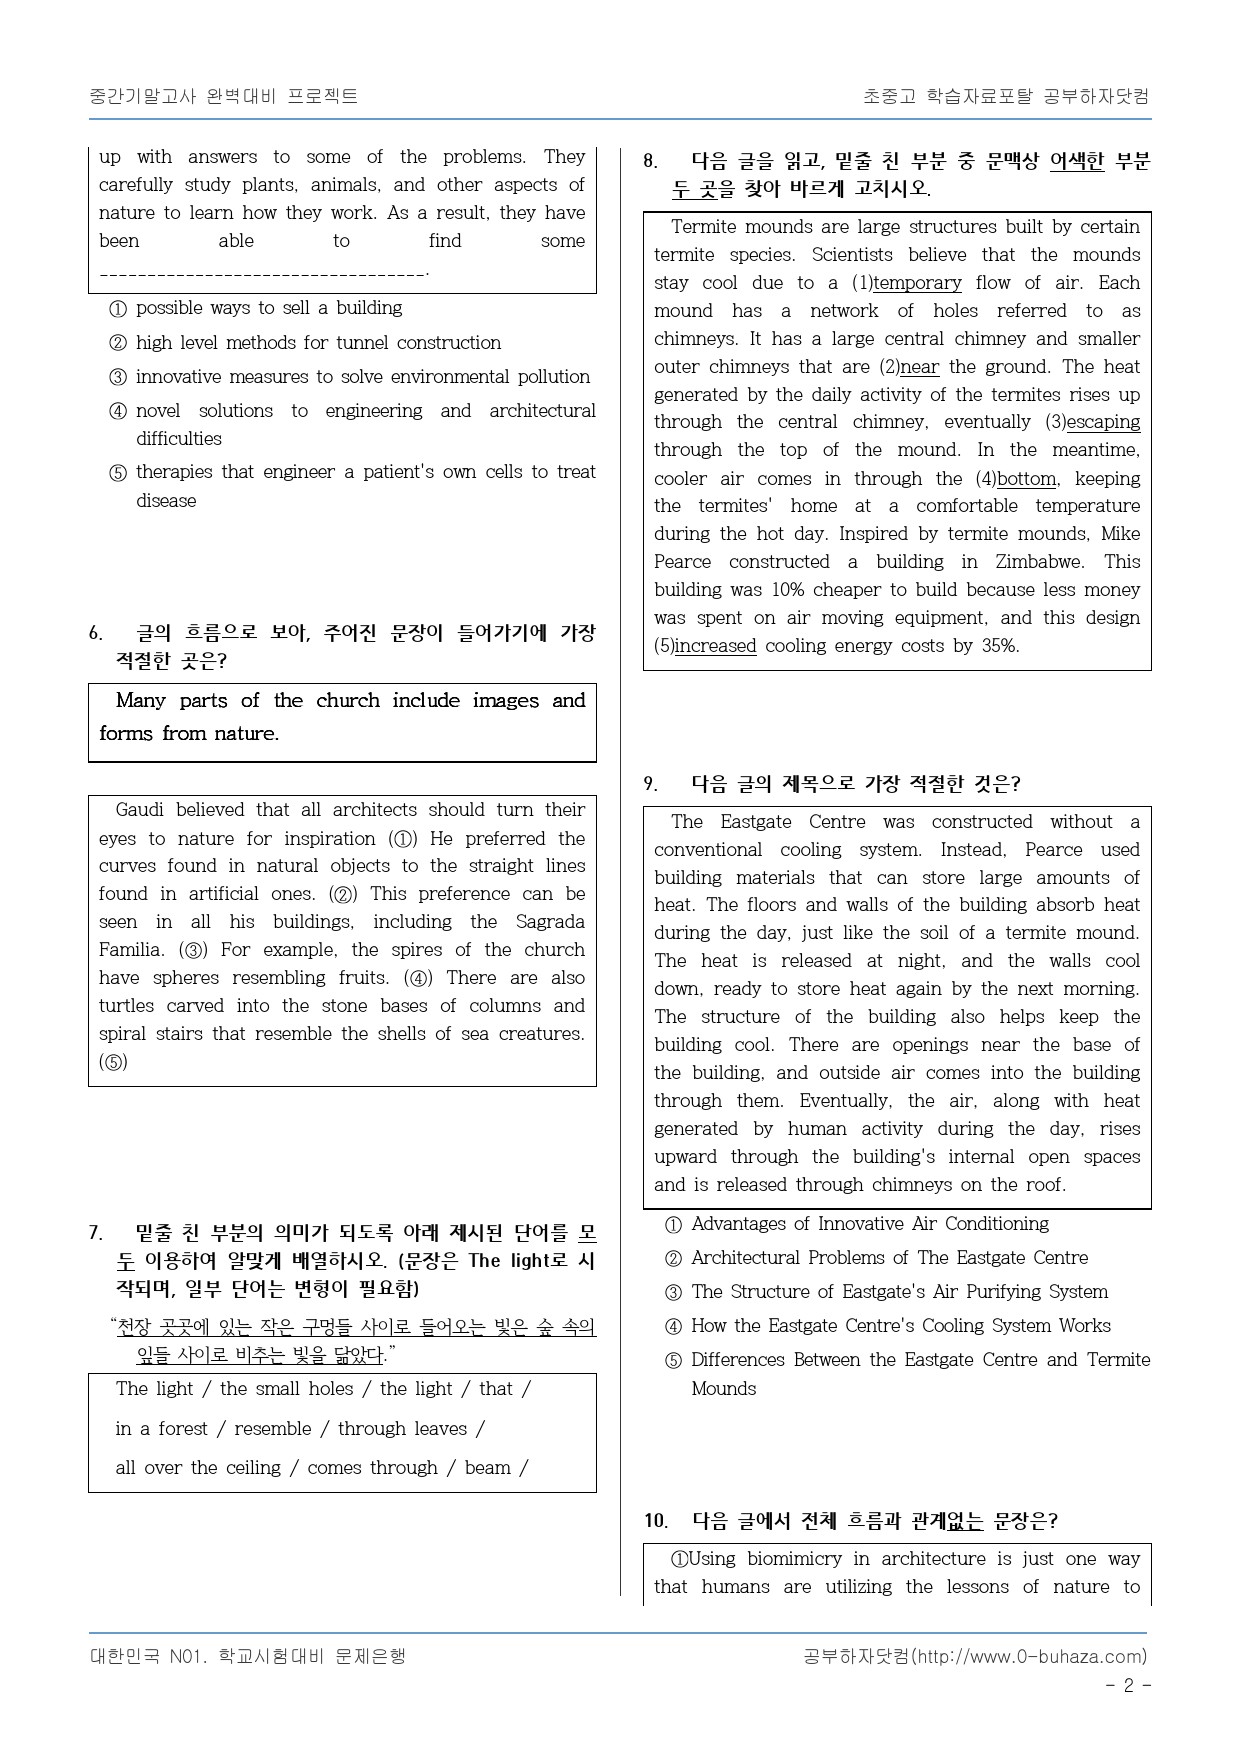 중간기말고사 완벽대비 프로젝트
초중고 학습자료포탈 공부하자닷컴
up with answers to some of the problems. They
carefully study plants, animals, and other aspects of
nature to learn how they work. As a result, they have
been able to find some
__________________________________.
① possible ways to sell a building
② high level methods for tunnel construction
③ innovative measures to solve environmental pollution
④ novel solutions to engineering and architectural
difficulties
⑤ therapies that engineer a patient's own cells to treat
disease
6. 글의 흐름으로 보아, 주어진 문장이 들어가기에 가장
적절한 곳은?
Many parts of the church include images and
forms from nature.
Gaudi believed that all architects should turn their
eyes to nature for inspiration (①) He preferred the
curves found in natural objects to the straight lines
found in artificial ones. (②) This preference can be
seen in all his buildings, including the Sagrada
Familia. (③) For example, the spires of the church
have spheres resembling fruits. (④) There are also
turtles carved into the stone bases of columns and
spiral stairs that resemble the shells of sea creatures.
(⑤)
7. 밑줄 친 부분의 의미가 되도록 아래 제시된 단어를 모
두 이용하여 알맞게 배열하시오. (문장은 The light로 시
작되며, 일부 단어는 변형이 필요함)
“천장 곳곳에 있는 작은 구멍들 사이로 들어오는 빛은 숲 속의
잎들 사이로 비추는 빛을 닮았다.”
The light / the small holes / the light / that /
in a forest / resemble / through leaves /
all over the ceiling / comes through / beam /
8. 다음 글을 읽고, 밑줄 친 부분 중 문맥상 어색한 부분
두 곳을 찾아 바르게 고치시오.
Termite mounds are large structures built by certain
termite species. Scientists believe that the mounds
stay cool due to a (1)temporary flow of air. Each
mound has a network of holes referred to as
chimneys. It has a large central chimney and smaller
outer chimneys that are (2)near the ground. The heat
generated by the daily activity of the termites rises up
through the central chimney, eventually (3)escaping
through the top of the mound. In the meantime,
cooler air comes in through the (4)bottom, keeping
the termites' home at a comfortable temperature
during the hot day. Inspired by termite mounds, Mike
Pearce constructed a building in Zimbabwe. This
building was 10% cheaper to build because less money
was spent on air moving equipment, and this design
(5)increased cooling energy costs by 35%.
9. 다음 글의 제목으로 가장 적절한 것은?
The Eastgate Centre was constructed without a
conventional cooling system. Instead, Pearce used
building materials that can store large amounts of
heat. The floors and walls of the building absorb heat
during the day, just like the soil of a termite mound.
The heat is released at night, and the walls cool
down, ready to store heat again by the next morning.
The structure of the building also helps keep the
building cool. There are openings near the base of
the building, and outside air comes into the building
through them. Eventually, the air, along with heat
generated by human activity during the day, rises
upward through the building's internal open spaces
and is released through chimneys on the roof.
① Advantages of Innovative Air Conditioning
② Architectural Problems of The Eastgate Centre
③ The Structure of Eastgate's Air Purifying System
④ How the Eastgate Centre's Cooling System Works
⑤ Differences Between the Eastgate Centre and Termite
Mounds
10. 다음 글에서 전체 흐름과 관계없는 문장은?
①Using biomimicry in architecture is just one way
that humans are utilizing the lessons of nature to
대한민국 N01. 학교시험대비 문제은행
공부하자닷컴(http://www.0-buhaza.com)
- 2 -